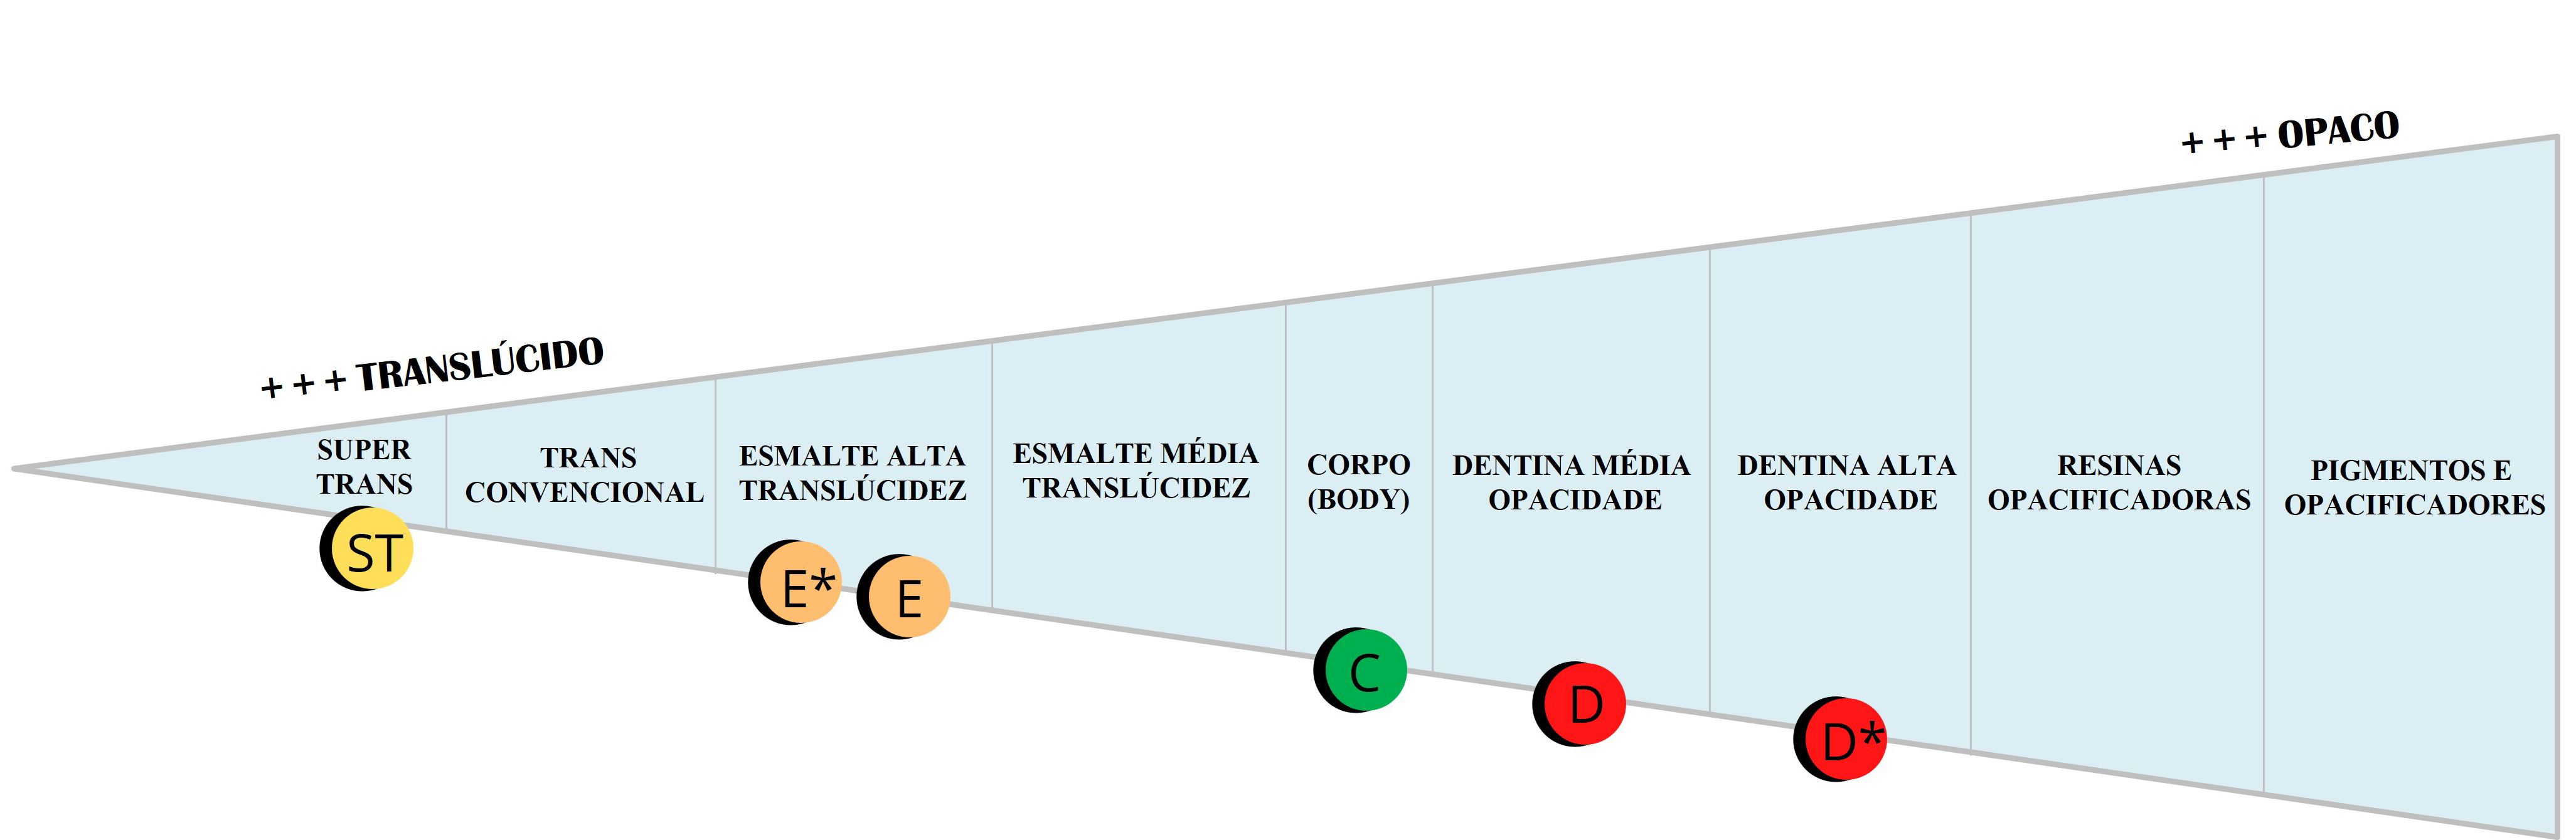 + + + OPACO
+ + + TRANSLÚCIDO
SUPER
TRANS
TRANS
CONVENCIONAL
ESMALTE ALTA
TRANSLÚCIDEZ
ESMALTE MÉDIA
TRANSLÚCIDEZ
CORPO
(BODY)
DENTINA MÉDIA
OPACIDADE
DENTINA ALTA
OPACIDADE
RESINAS
OPACIFICADORAS
PIGMENTOS E
OPACIFICADORES
ST
E*
E
C
D
D*